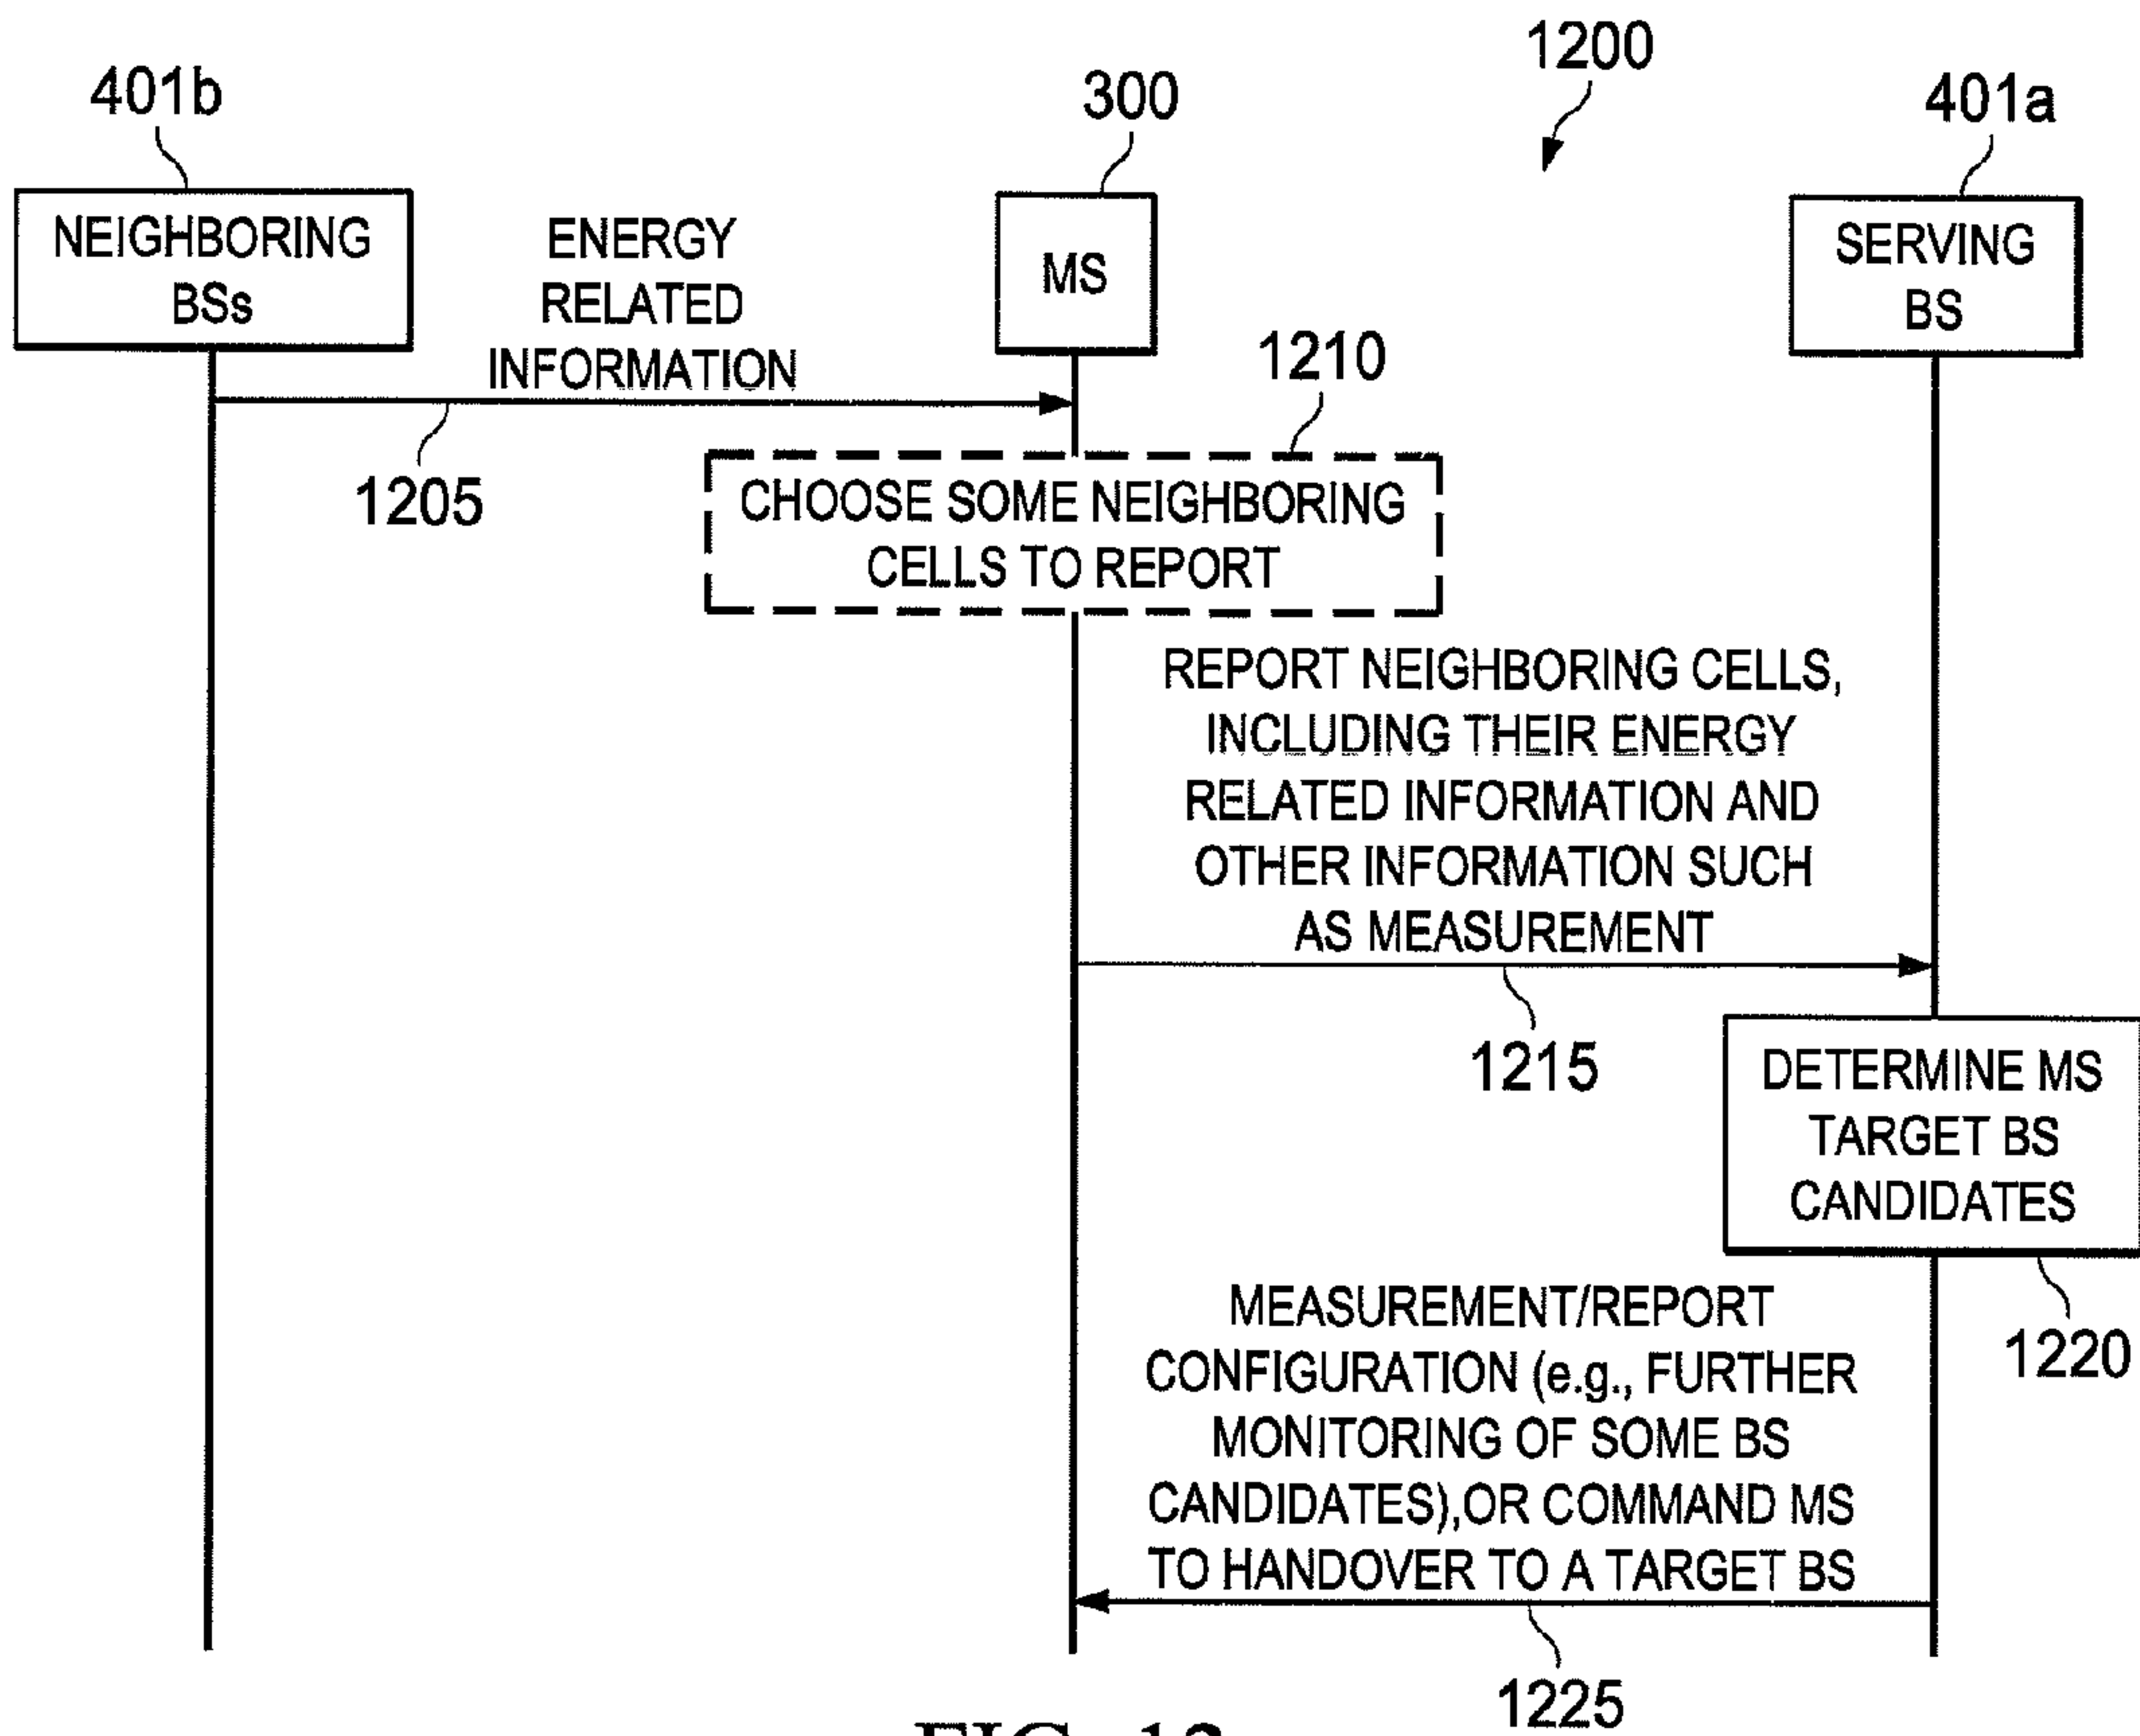 1200
401b
300
401a
NEIGHBORING
BSs
ENERGY
RELATED
INFORMATION
MS
SERVING
BS
1205
1210
CHOOSE SOME NEIGHBORING
CELLS TO REPORT
REPORT NEIGHBORING CELLS,
INCLUDING THEIR ENERGY
RELATED INFORMATION AND
OTHER INFORMATION SUCH
AS MEASUREMENT
1215
DETERMINE MS
TARGET BS
CANDIDATES
1220
MEASUREMENT/REPORT
CONFIGURATION (e.g., FURTHER
MONITORING OF SOME BS
CANDIDATES),OR COMMAND MS
TO HANDOVER TO A TARGET BS
1225
FIG. 12